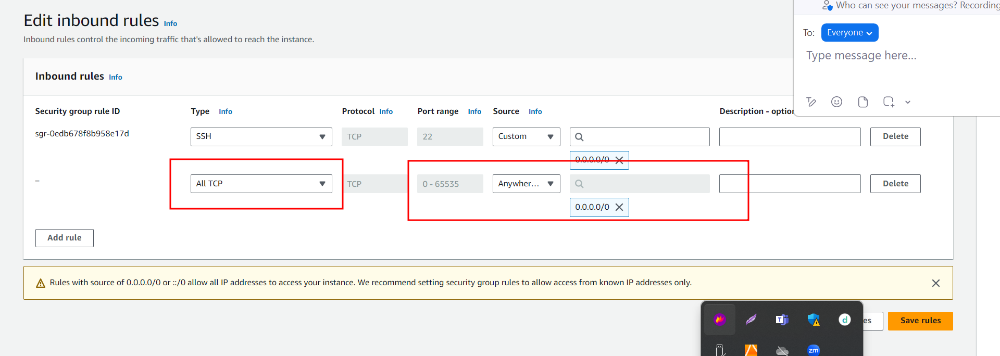 Who can see your messages? Recording
Edit inbound rules Info
Inbound rules control the incoming traffic that's allowed to reach the instance.
To: Everyone
Type message here...
Inbound rules Info
Security group rule ID Type Info Protocol Info Port range Info Source Info Description - option
sgr-0edb678f8b958e17d SSH TCP 22 Custom Delete
0.0.0.0/0
– All TCP TCP 0 - 65535 Anywher... Delete
0.0.0.0/0
Add rule
Rules with source of 0.0.0.0/0 or ::/0 allow all IP addresses to access your instance. We recommend setting security group rules to allow access from known IP addresses only.
T d es Save rules
zm